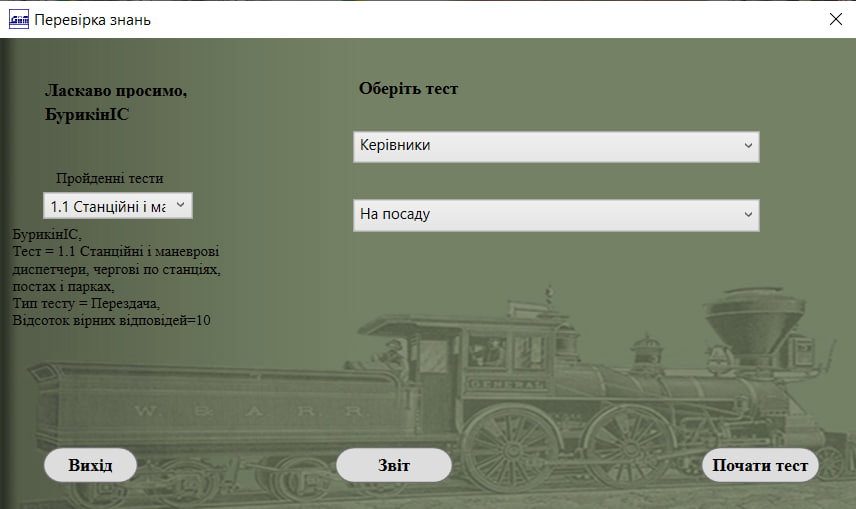 Перевірка знань
Ласкаво просимо,
БурикінІС
Оберіть тест
Керівники
Пройденні тести
1.1 Станційні і ма
На посаду
БурикінІС,
Тест = 1.1 Станційні і маневрові
диспетчери, чергові по станціях,
постах і парках,
Тип тесту = Перездача,
Відсоток вірних відповідей=10
GENERAL
W. & A. R. R.
Вихід
Звіт
Почати тест